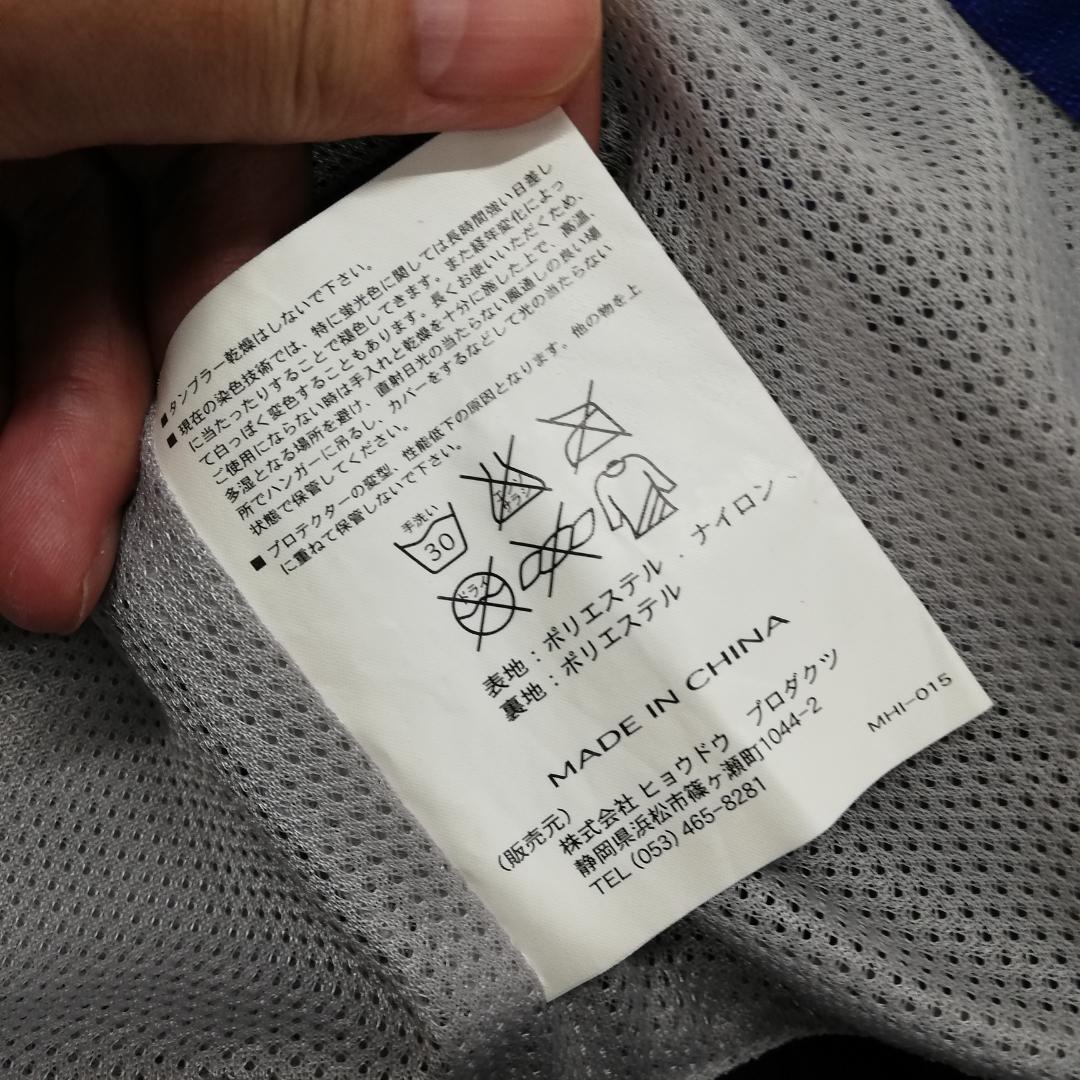 ■ タンブラー乾燥はしないで下さい。
■ 現在の染色技術では、特に蛍光色に関しては長時間強い日差し
に当たったりすることで褪色してきます。また経年変化によっ
て白っぽく変色することもあります。長くお使いいただくため、
ご使用にならない時は手入れと乾燥を十分に施した上で、高温、
多湿となる場所を避け、直射日光の当たらない風通しの良い場
所でハンガーに吊るし、カバーをするなどして光の当たらない
状態で保管してください。
■ プロテクターの変型、性能低下の原因となります。他の物を上
に重ねて保管しないで下さい。
手洗い
30
エンソ
サラシ
ドライ
表地：ポリエステル・ナイロン
裏地：ポリエステル
MADE IN CHINA
(販売元)
株式会社 ヒョウドウ プロダクツ
静岡県浜松市篠ヶ瀬町1044-2
TEL (053) 465-8281
MHI-015